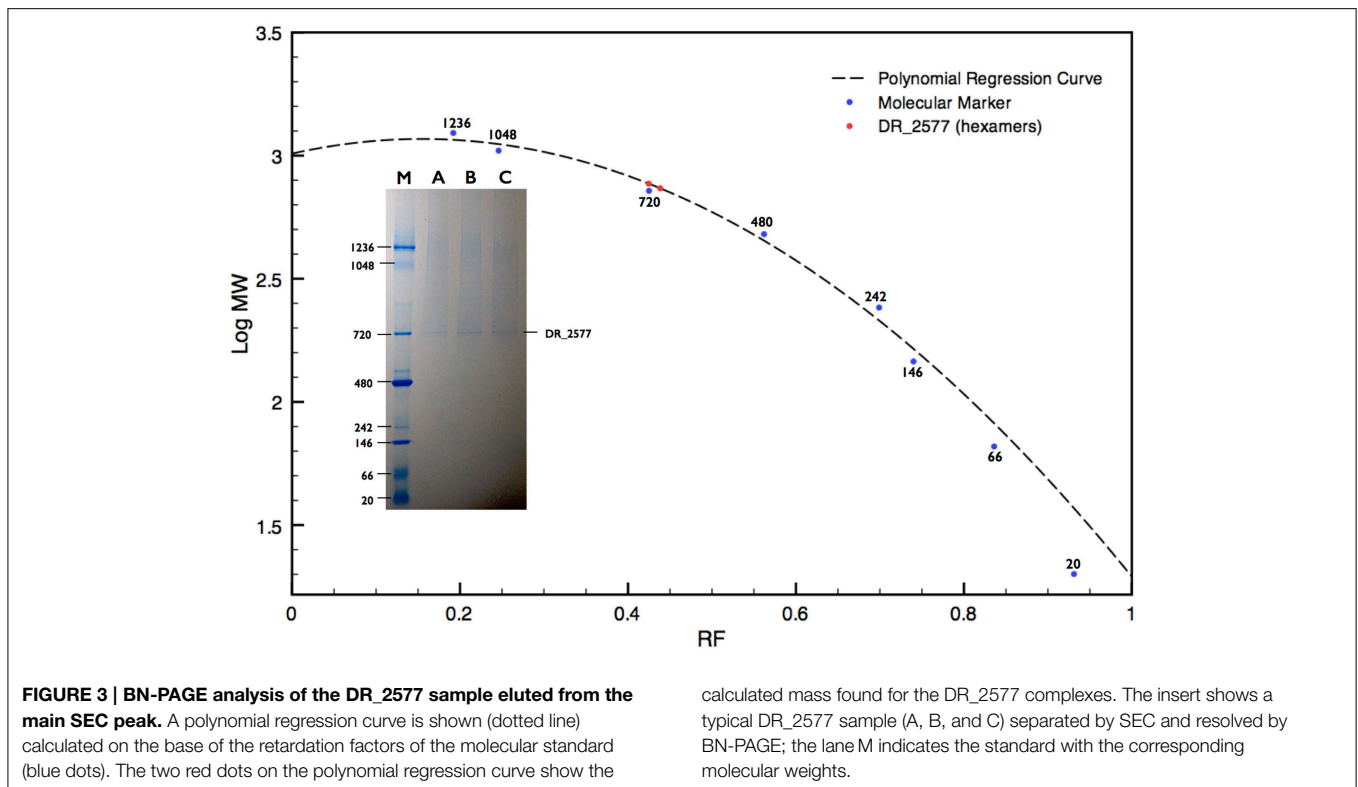 3.5
3
2.5
2
1.5
Log MW
0
0.2
0.4
0.6
0.8
1
RF
Polynomial Regression Curve
Molecular Marker
DR_2577 (hexamers)
1236
1048
720
480
242
146
66
20
M A B C
1236
1048
720
480
242
146
66
20
DR_2577
FIGURE 3 | BN-PAGE analysis of the DR_2577 sample eluted from the
main SEC peak. A polynomial regression curve is shown (dotted line)
calculated on the base of the retardation factors of the molecular standard
(blue dots). The two red dots on the polynomial regression curve show the
calculated mass found for the DR_2577 complexes. The insert shows a
typical DR_2577 sample (A, B, and C) separated by SEC and resolved by
BN-PAGE; the lane M indicates the standard with the corresponding
molecular weights.